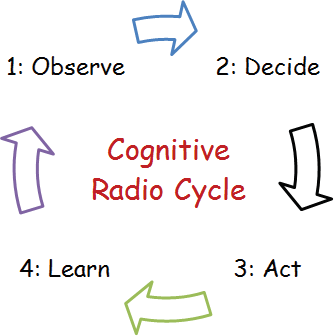 1: Observe
2: Decide
Cognitive
Radio Cycle
4: Learn
3: Act